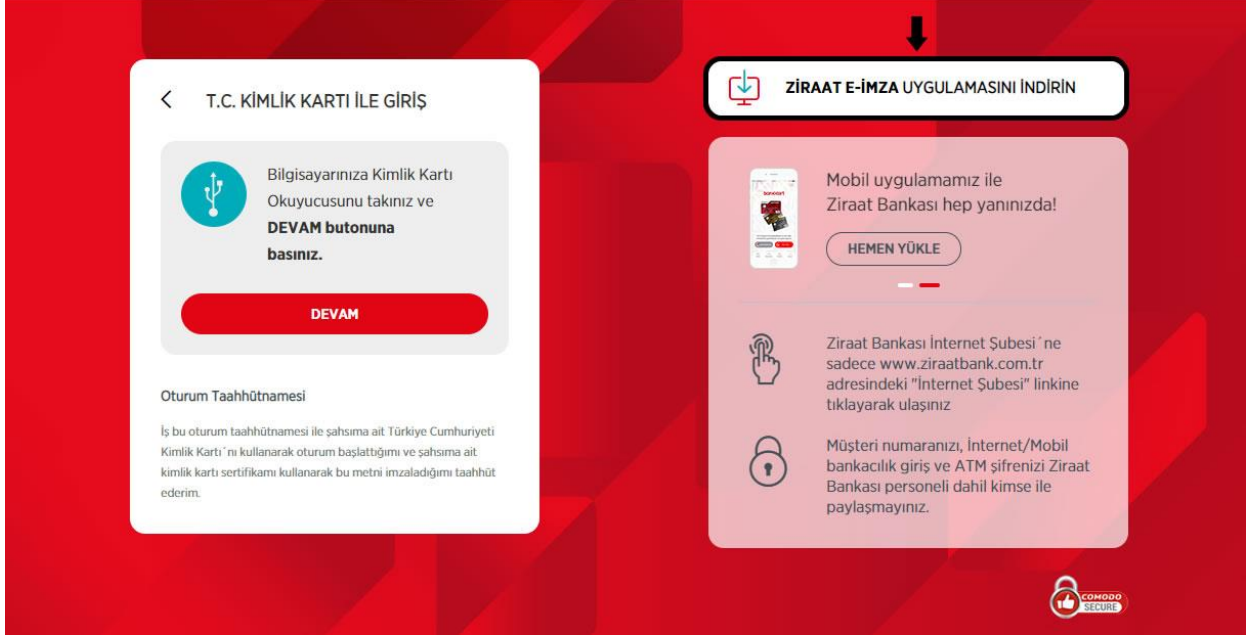 T.C. KİMLİK KARTI İLE GİRİŞ
Bilgisayarınıza Kimlik Kartı
Okuyucusunu takınız ve
DEVAM butonuna
basınız.
DEVAM
Oturum Taahhütnamesi
İş bu oturum taahhütnamesi ile şahsıma ait Türkiye Cumhuriyeti
Kimlik Kartı´nı kullanarak oturum başlattığımı ve şahsıma ait
kimlik kartı sertifikamı kullanarak bu metni imzaladığımı taahhüt
ederim.
ZİRAAT E-İMZA UYGULAMASINI İNDİRİN
bankkart
Mobil uygulamamız ile
Ziraat Bankası hep yanınızda!
HEMEN YÜKLE
Ziraat Bankası İnternet Şubesi´ne
sadece www.ziraatbank.com.tr
adresindeki "İnternet Şubesi" linkine
tıklayarak ulaşınız
Müşteri numaranızı, İnternet/Mobil
bankacılık giriş ve ATM şifrenizi Ziraat
Bankası personeli dahil kimse ile
paylaşmayınız.
COMODO
SECURE